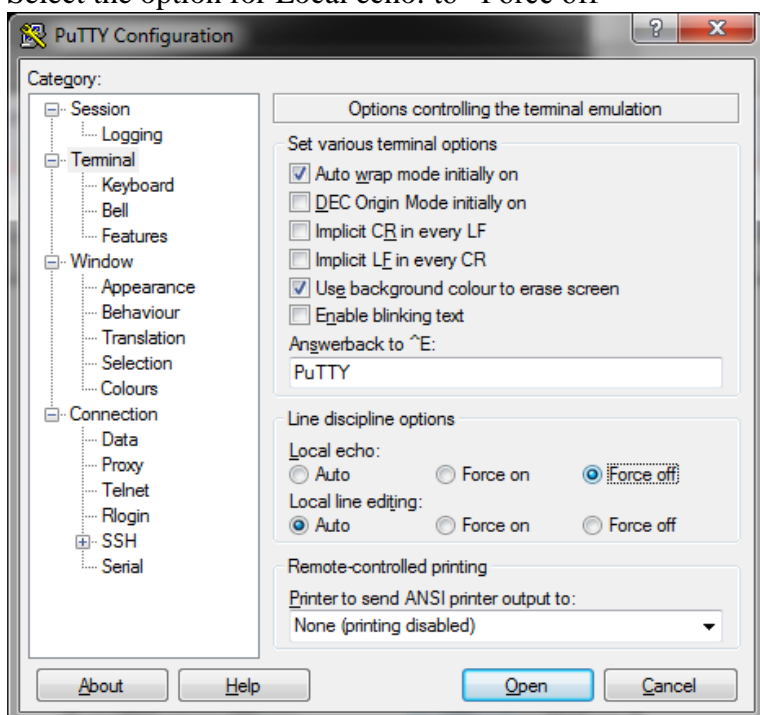 Select the option for Local echo: to "Force off"
PuTTY Configuration
Category:
Session
Logging
Terminal
Keyboard
Bell
Features
Window
Appearance
Behaviour
Translation
Selection
Colours
Connection
Data
Proxy
Telnet
Rlogin
SSH
Serial
Options controlling the terminal emulation
Set various terminal options
Auto wrap mode initially on
DEC Origin Mode initially on
Implicit CR in every LF
Implicit LF in every CR
Use background colour to erase screen
Enable blinking text
Answerback to ^E:
PuTTY
Line discipline options
Local echo:
Auto Force on Force off
Local line editing:
Auto Force on Force off
Remote-controlled printing
Printer to send ANSI printer output to:
None (printing disabled)
About Help Open Cancel